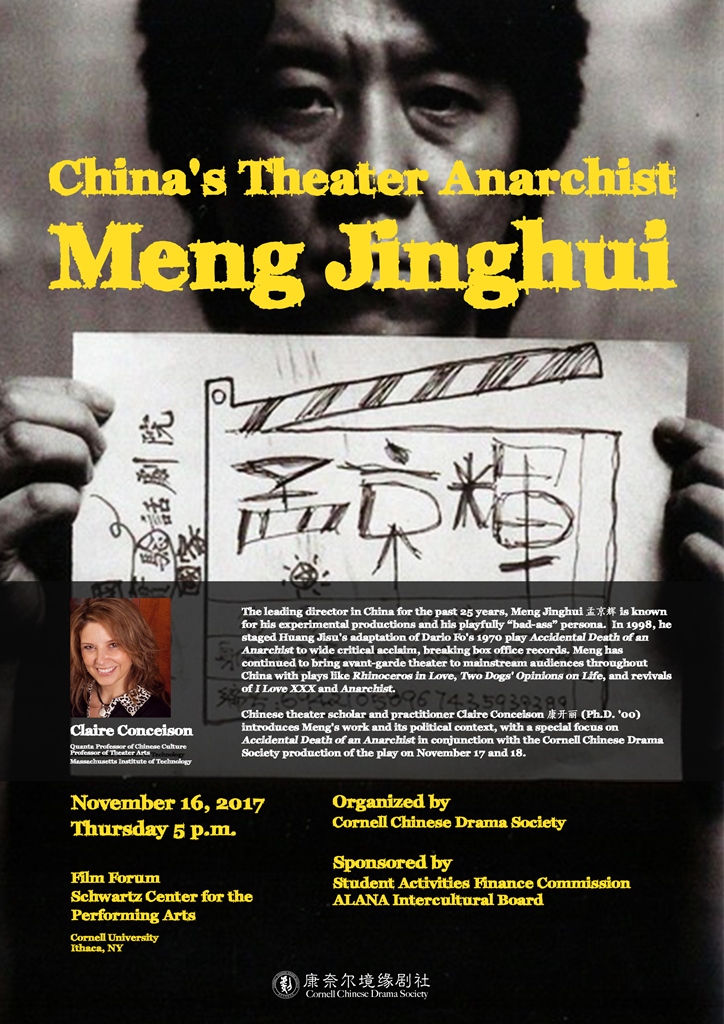 China's Theater Anarchist
Meng Jinghui
院
劇
話
驗
國家
孟京輝
The leading director in China for the past 25 years, Meng Jinghui 孟京辉 is known
for his experimental productions and his playfully “bad-ass” persona. In 1998, he
staged Huang Jisu's adaptation of Dario Fo's 1970 play Accidental Death of an
Anarchist to wide critical acclaim, breaking box office records. Meng has
continued to bring avant-garde theater to mainstream audiences throughout
China with plays like Rhinoceros in Love, Two Dogs' Opinions on Life, and revivals
of I Love XXX and Anarchist.
Chinese theater scholar and practitioner Claire Conceison 康开丽 (Ph.D. '00)
introduces Meng's work and its political context, with a special focus on
Accidental Death of an Anarchist in conjunction with the Cornell Chinese Drama
Society production of the play on November 17 and 18.
Claire Conceison
Quanta Professor of Chinese Culture
Professor of Theater Arts
Massachusetts Institute of Technology
November 16, 2017
Thursday 5 p.m.
Film Forum
Schwartz Center for the
Performing Arts
Cornell University
Ithaca, NY
Organized by
Cornell Chinese Drama Society
Sponsored by
Student Activities Finance Commission
ALANA Intercultural Board
康奈尔境缘剧社
Cornell Chinese Drama Society